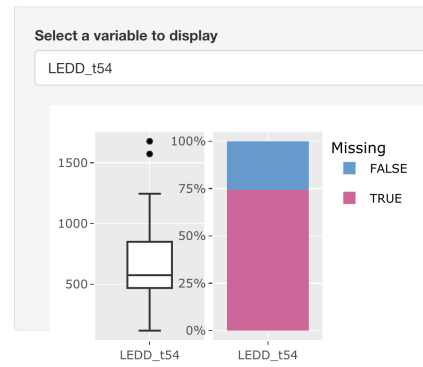 Select a variable to display
LEDD_t54
100%
1500
75%
1000
50%
500
25%
0%
LEDD_t54
LEDD_t54
Missing
FALSE
TRUE